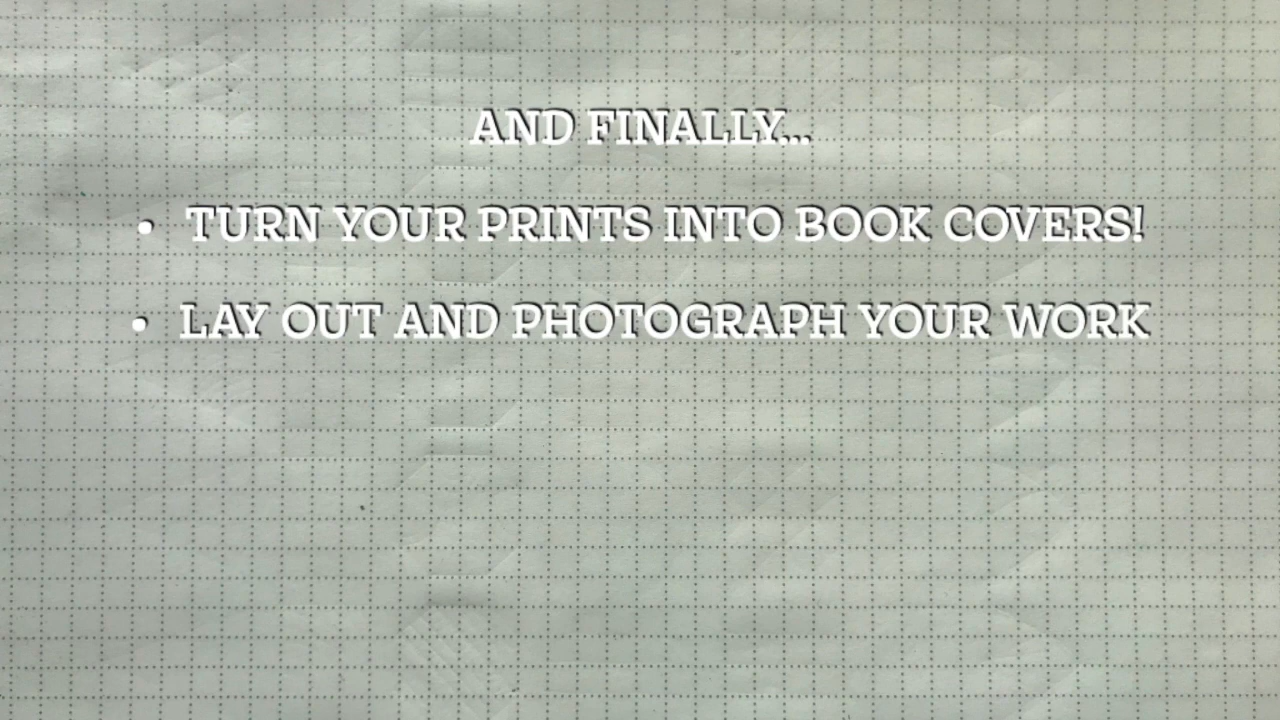 AND FINALLY...
• TURN YOUR PRINTS INTO BOOK COVERS!
• LAY OUT AND PHOTOGRAPH YOUR WORK